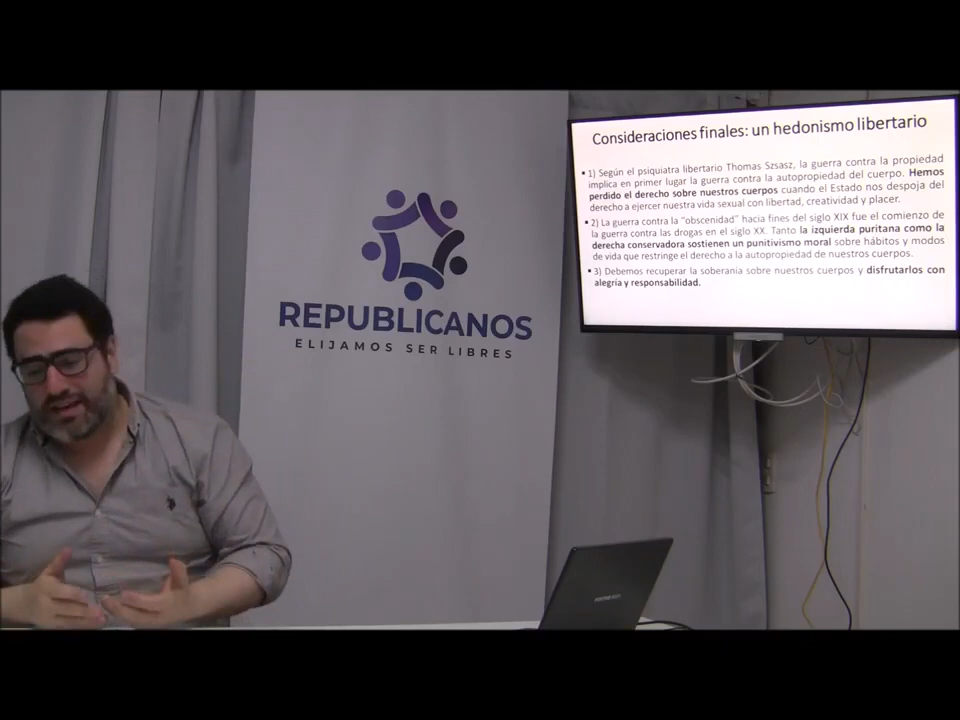 REPUBLICANOS
ELIJAMOS SER LIBRES
Consideraciones finales: un hedonismo libertario
▪ 1) Según el psiquiatra libertario Thomas Szsasz, la guerra contra la propiedad
implica en primer lugar la guerra contra la autopropiedad del cuerpo. Hemos
perdido el derecho sobre nuestros cuerpos cuando el Estado nos despoja del
derecho a ejercer nuestra vida sexual con libertad, creatividad y placer.
▪ 2) La guerra contra la “obscenidad” hacia fines del siglo XIX fue el comienzo de
la guerra contra las drogas en el siglo XX. Tanto la izquierda puritana como la
derecha conservadora sostienen un punitivismo moral sobre hábitos y modos
de vida que restringe el derecho a la autopropiedad de nuestros cuerpos.
▪ 3) Debemos recuperar la soberania sobre nuestros cuerpos y disfrutarlos con
alegria y responsabilidad.